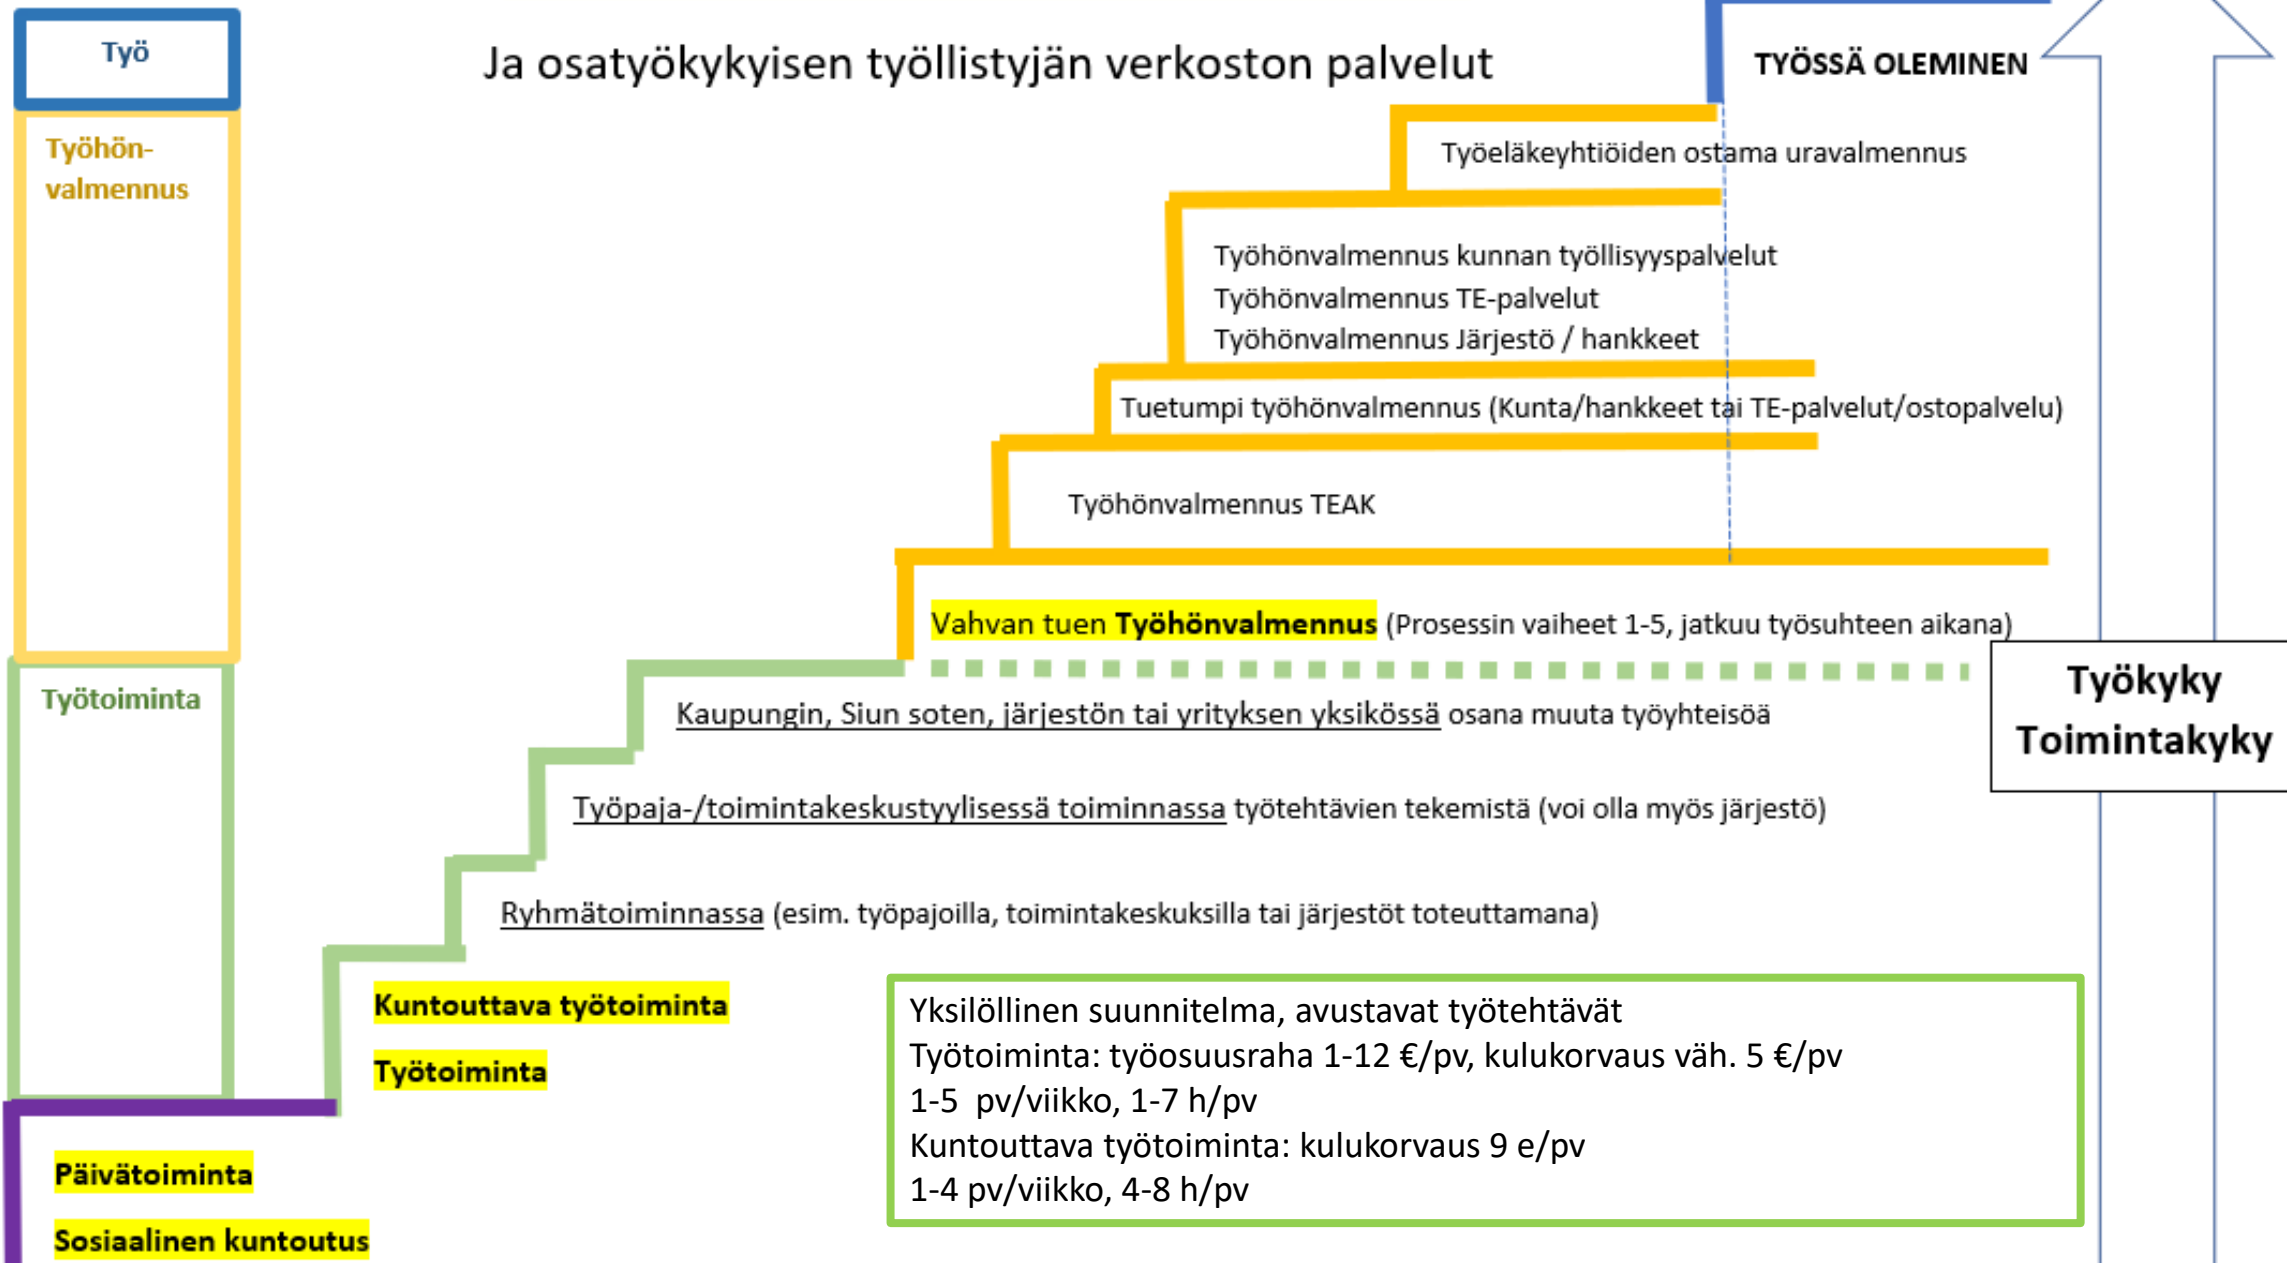 Työ
Ja osatyökykyisen työllistyjän verkoston palvelut
TYÖSSÄ OLEMINEN
Työhön-
valmennus
Työeläkeyhtiöiden ostama uravalmennus
Työhönvalmennus kunnan työllisyyspalvelut
Työhönvalmennus TE-palvelut
Työhönvalmennus Järjestö / hankkeet
Tuetumpi työhönvalmennus (Kunta/hankkeet tai TE-palvelut/ostopalvelu)
Työhönvalmennus TEAK
Vahvan tuen Työhönvalmennus (Prosessin vaiheet 1-5, jatkuu työsuhteen aikana)
Työkyky
Toimintakyky
Työtoiminta
Kaupungin, Siun soten, järjestön tai yrityksen yksikössä osana muuta työyhteisöä
Työpaja-/toimintakeskustyylisessä toiminnassa työtehtävien tekemistä (voi olla myös järjestö)
Ryhmätoiminnassa (esim. työpajoilla, toimintakeskuksilla tai järjestöt toteuttamana)
Kuntouttava työtoiminta
Työtoiminta
Yksilöllinen suunnitelma, avustavat työtehtävät
Työtoiminta: työosuusraha 1-12 €/pv, kulukorvaus väh. 5 €/pv
1-5  pv/viikko, 1-7 h/pv
Kuntouttava työtoiminta: kulukorvaus 9 e/pv
1-4 pv/viikko, 4-8 h/pv
Päivätoiminta
Sosiaalinen kuntoutus